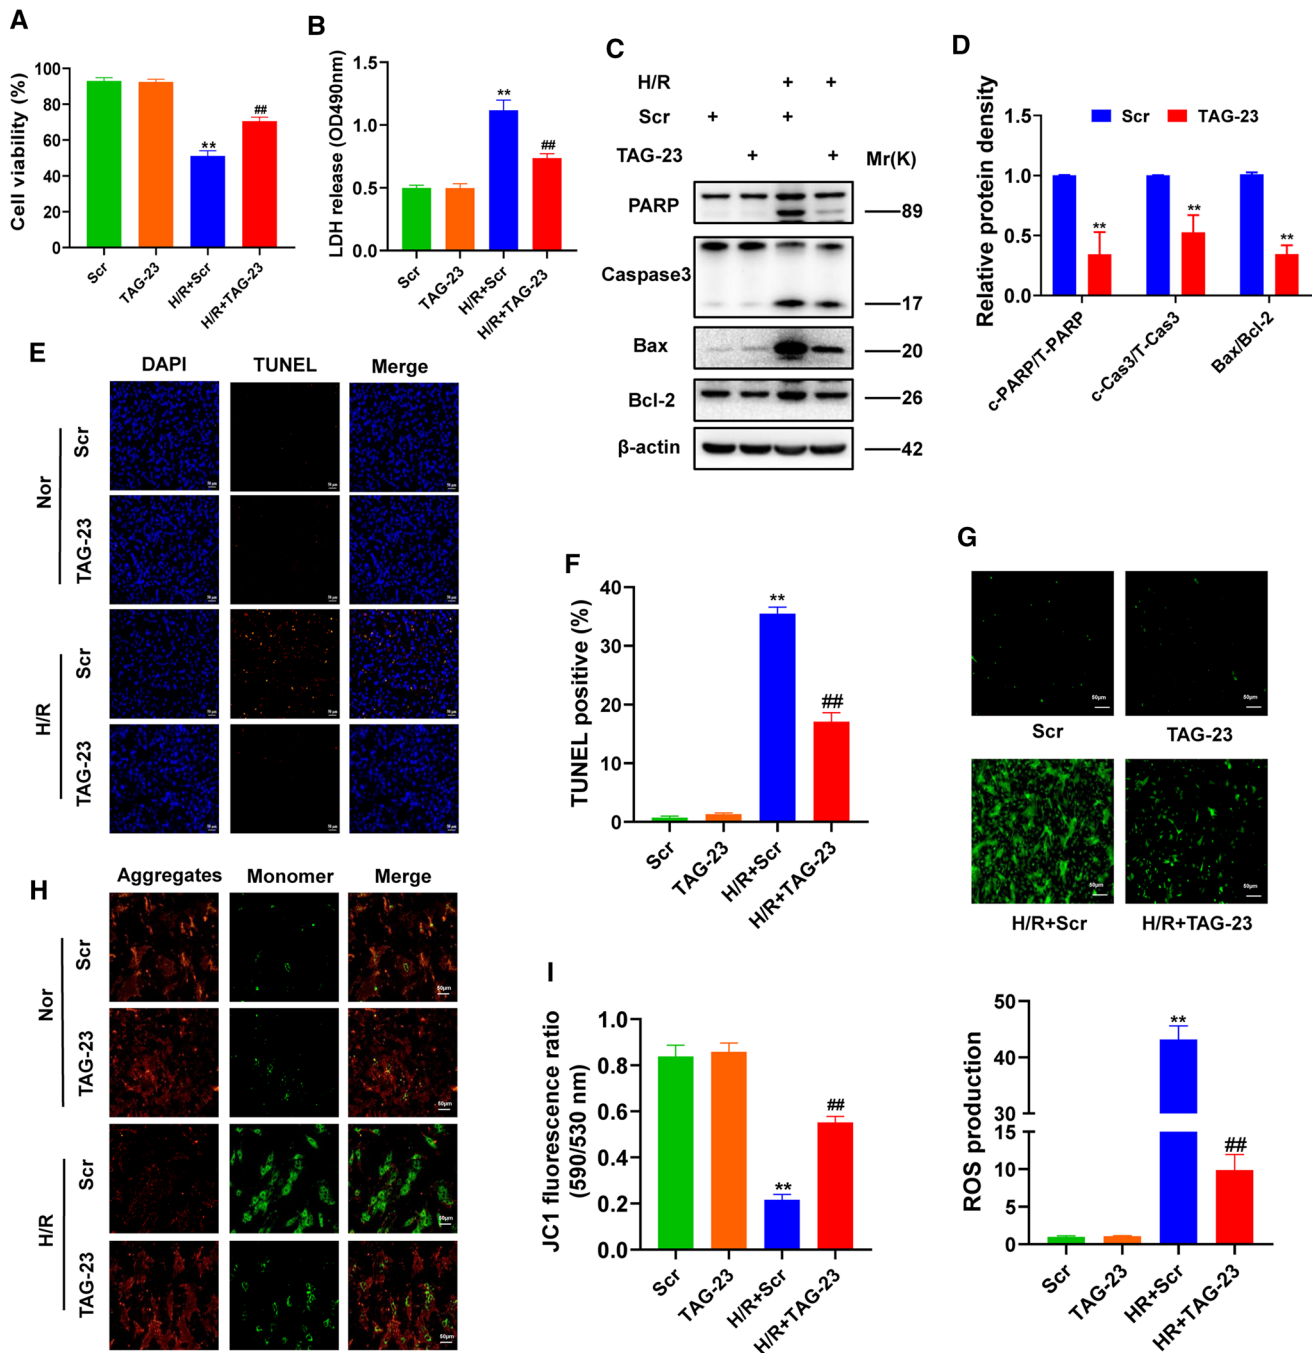 A
Cell viability (%)
100
80
60
40
20
0
**
##
Scr
TAG-23
H/R+Scr
H/R+TAG-23
B
LDH release (OD490nm)
1.5
1.0
0.5
0.0
**
##
Scr
TAG-23
H/R+Scr
H/R+TAG-23
C
H/R + +
Scr + +
TAG-23 + + Mr(K)
PARP 89
Caspase3 17
Bax 20
Bcl-2 26
β-actin 42
D
Relative protein density
Scr TAG-23
1.5
1.0
0.5
0.0
**
**
**
c-PARP/T-PARP
c-Cas3/T-Cas3
Bax/Bcl-2
E
DAPI TUNEL Merge
Nor
Scr
TAG-23
H/R
Scr
TAG-23
F
TUNEL positive (%)
40
30
20
10
0
**
##
Scr
TAG-23
H/R+Scr
H/R+TAG-23
G
50μm
50μm
Scr TAG-23
50μm
50μm
H/R+Scr H/R+TAG-23
ROS production
50
40
30
15
10
5
0
**
##
Scr
TAG-23
HR+Scr
HR+TAG-23
H
Aggregates Monomer Merge
Nor
Scr
50μm
TAG-23
50μm
H/R
Scr
50μm
TAG-23
50μm
I
JC1 fluorescence ratio
(590/530 nm)
1.0
0.8
0.6
0.4
0.2
0.0
**
##
Scr
TAG-23
H/R+Scr
H/R+TAG-23